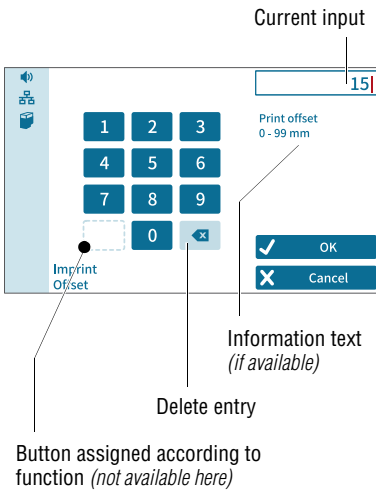 Current input
15
Print offset
0 - 99 mm
1 2 3
4 5 6
7 8 9
0
OK
Cancel
Imprint
Offset
Information text
(if available)
Delete entry
Button assigned according to
function (not available here)